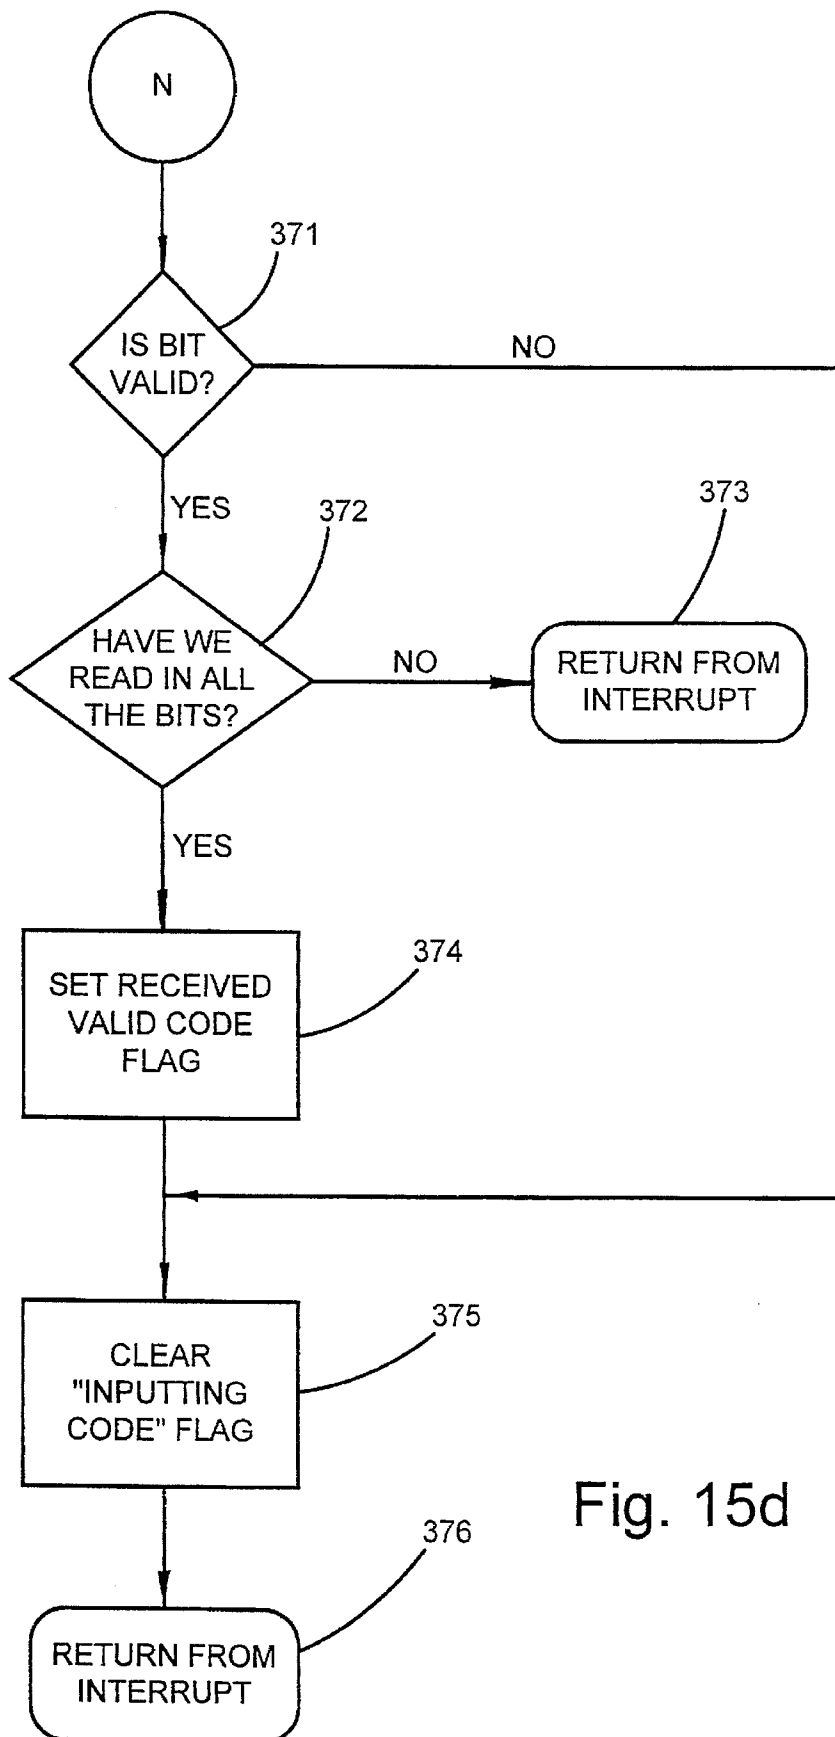 N
371
IS BIT
VALID?
NO
YES
372
373
HAVE WE
READ IN ALL
THE BITS?
NO
RETURN FROM
INTERRUPT
YES
374
SET RECEIVED
VALID CODE
FLAG
375
CLEAR
"INPUTTING
CODE" FLAG
Fig. 15d
376
RETURN FROM
INTERRUPT